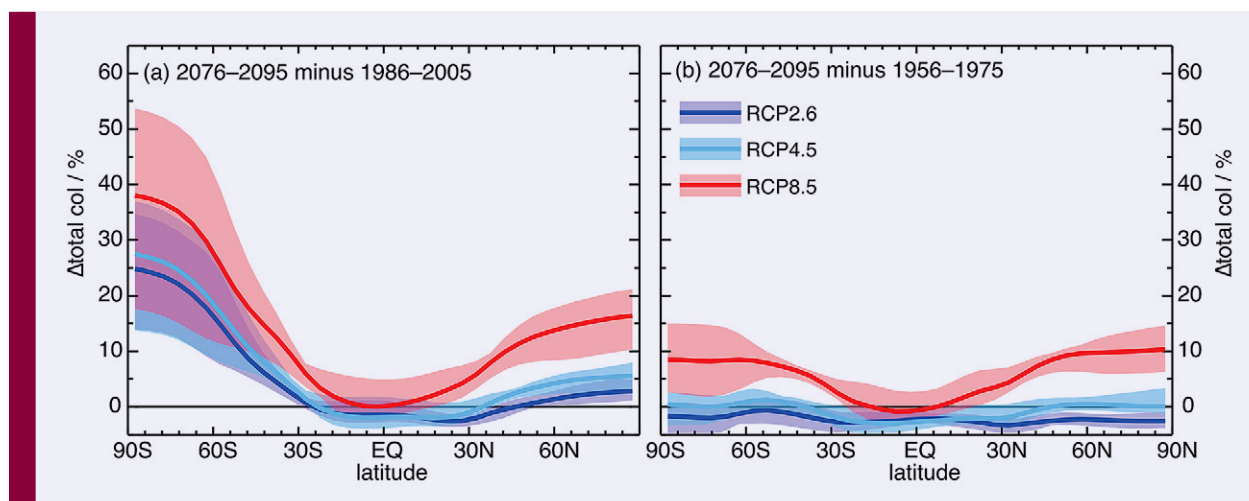 (a) 2076–2095 minus 1986–2005
60
50
40
30
20
10
0
Δtotal col / %
90S 60S 30S EQ 30N 60N
latitude
(b) 2076–2095 minus 1956–1975
RCP2.6
RCP4.5
RCP8.5
60
50
40
30
20
10
0
Δtotal col / %
90S 60S 30S EQ 30N 60N 90N
latitude